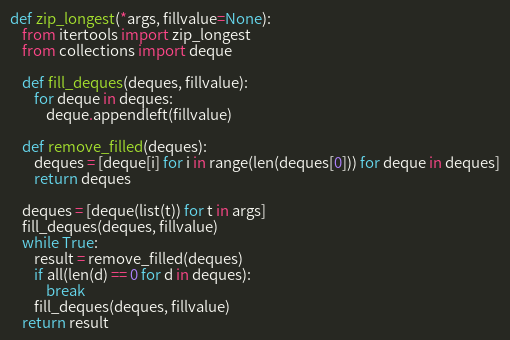 def zip_longest(*args, fillvalue=None):
    from itertools import zip_longest
    from collections import deque

    def fill_deques(deques, fillvalue):
        for deque in deques:
            deque.appendleft(fillvalue)

    def remove_filled(deques):
        deques = [deque[i] for i in range(len(deques[0])) for deque in deques]
        return deques

    deques = [deque(list(t)) for t in args]
    fill_deques(deques, fillvalue)
    while True:
        result = remove_filled(deques)
        if all(len(d) == 0 for d in deques):
            break
        fill_deques(deques, fillvalue)
    return result